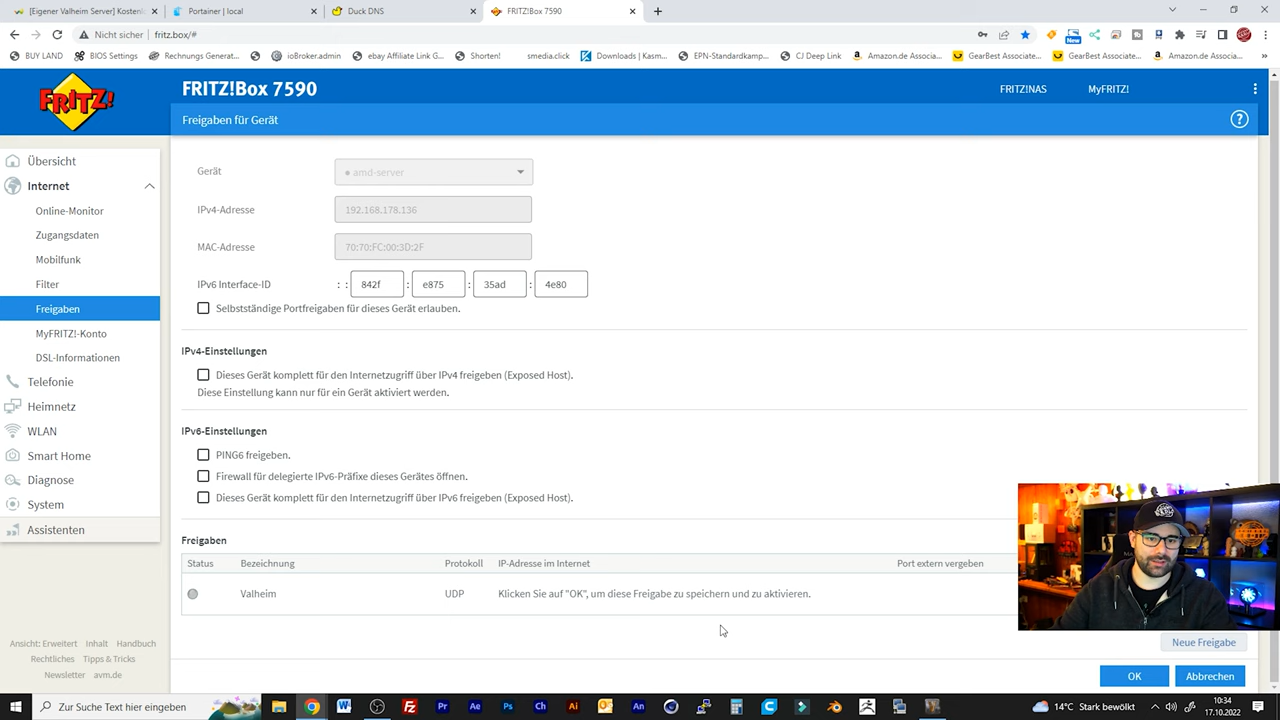 [Eigener Valheim Server] Kostenl
Portainer | local
Duck DNS
FRITZ!Box 7590
Nicht sicher | fritz.box/#
BUY LAND
BIOS Settings
Rechnungs Generat...
ioBroker.admin
ebay Affiliate Link G...
Shorten!
smedia.click
Downloads | Kasm...
EPN-Standardkamp...
CJ Deep Link
Amazon.de Associa...
GearBest Associate...
GearBest Associate...
Amazon.de Associa...
New
FRITZ!
FRITZ!Box 7590
FRITZ!NAS
MyFRITZ!
Freigaben für Gerät
Übersicht
Internet
Online-Monitor
Zugangsdaten
Mobilfunk
Filter
Freigaben
MyFRITZ!-Konto
DSL-Informationen
Telefonie
Heimnetz
WLAN
Smart Home
Diagnose
System
Assistenten
Ansicht: Erweitert Inhalt Handbuch
Rechtliches Tipps & Tricks
Newsletter avm.de
Gerät
amd-server
IPv4-Adresse
192.168.178.136
MAC-Adresse
70:70:FC:00:3D:2F
IPv6 Interface-ID : : 842f : e875 : 35ad : 4e80
Selbstständige Portfreigaben für dieses Gerät erlauben.
IPv4-Einstellungen
Dieses Gerät komplett für den Internetzugriff über IPv4 freigeben (Exposed Host).
Diese Einstellung kann nur für ein Gerät aktiviert werden.
IPv6-Einstellungen
PING6 freigeben.
Firewall für delegierte IPv6-Präfixe dieses Gerätes öffnen.
Dieses Gerät komplett für den Internetzugriff über IPv6 freigeben (Exposed Host).
Freigaben
Status Bezeichnung Protokoll IP-Adresse im Internet Port extern vergeben
Valheim UDP Klicken Sie auf "OK", um diese Freigabe zu speichern und zu aktivieren.
Neue Freigabe
OK
Abbrechen
Zur Suche Text hier eingeben
Pr
Ae
Ps
Ch
Ai
An
14°C Stark bewölkt
10:34
17.10.2022